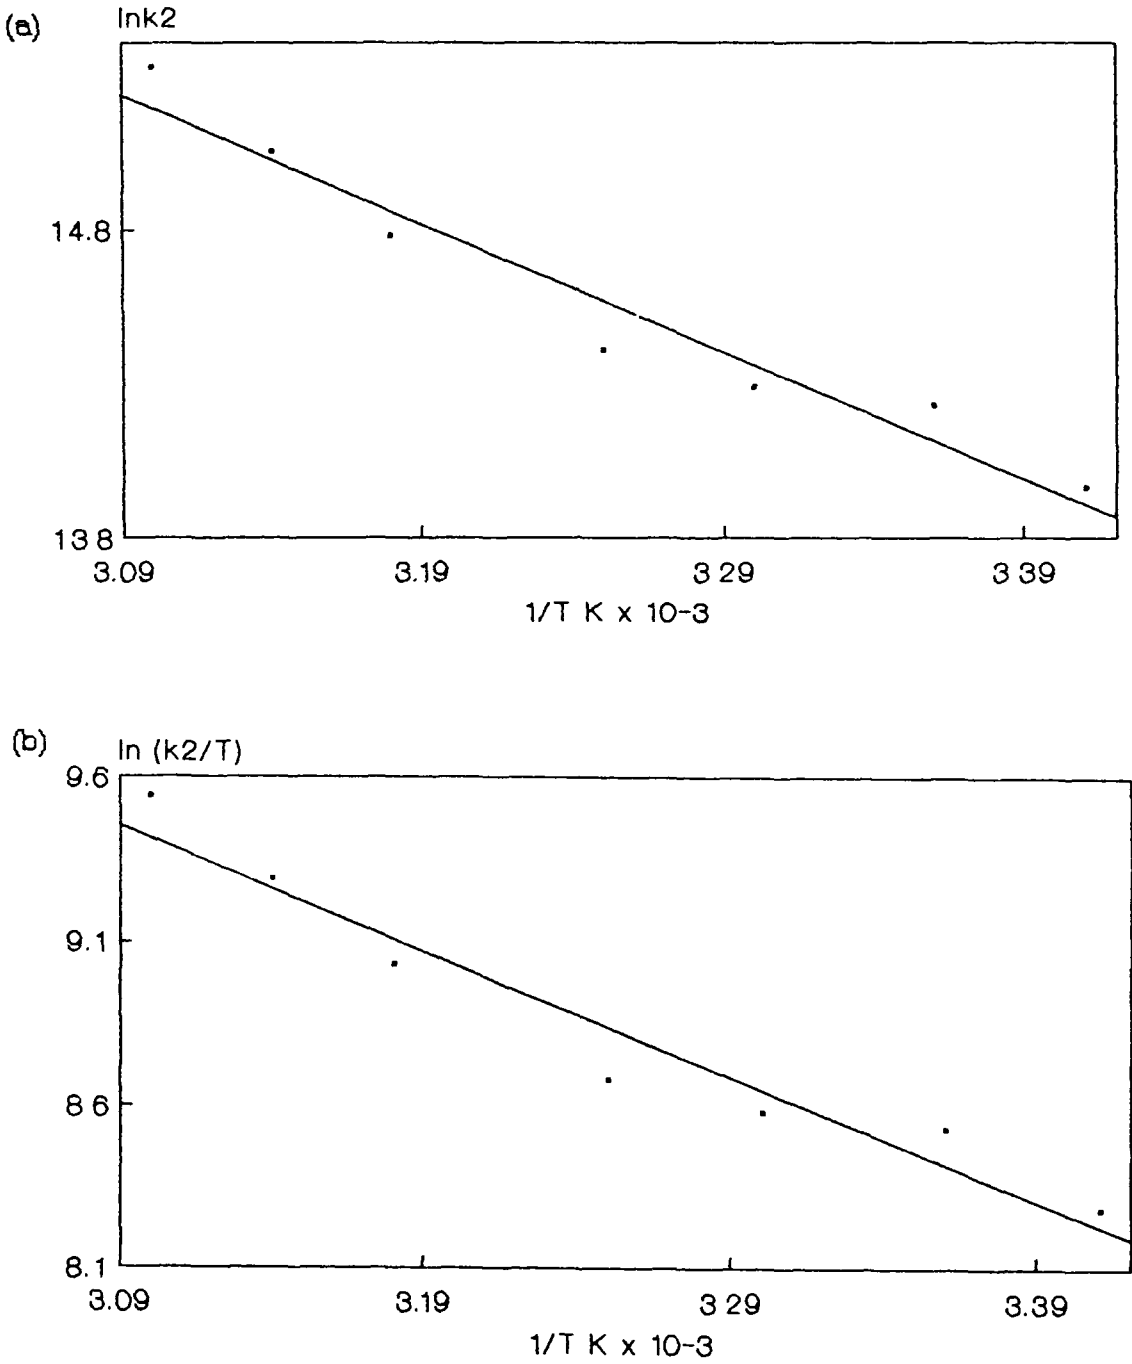 (a)
lnk2
14.8
13 8
3.09 3.19 3 29 3 39
1/T K x 10-3
(b)
ln (k2/T)
9.6
9.1
8 6
8.1
3.09 3.19 3 29 3.39
1/T K x 10-3